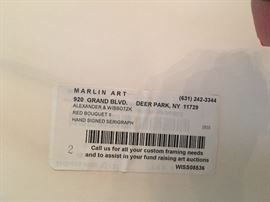 MARLIN ART (631) 242-3344
920 GRAND BLVD. DEER PARK, NY 11729
ALEXANDER & WISSOTZK
RED BOUQUET II
HAND SIGNED SERIGRAPH
2
Call us for all your custom framing needs
and to assist in your fund raising art auctions
WISS08536